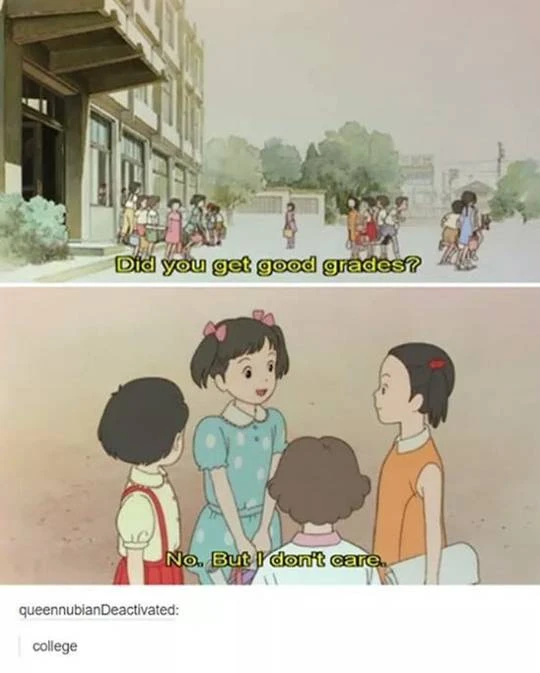 Did you get good grades?
No. But I don't care.
queennubianDeactivated:
college